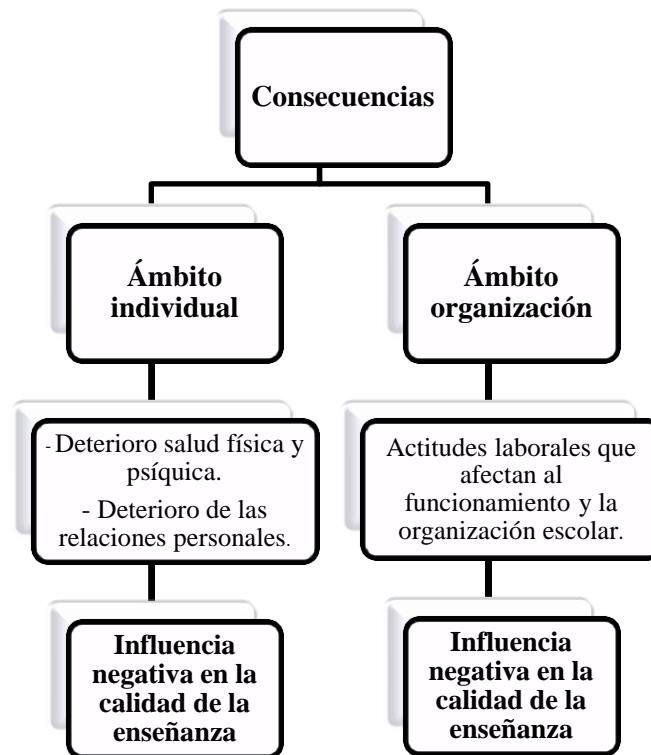 Consecuencias
Ámbito
individual
Ámbito
organización
- Deterioro salud física y
psíquica.
- Deterioro de las
relaciones personales.
Actitudes laborales que
afectan al
funcionamiento y la
organización escolar.
Influencia
negativa en la
calidad de la
enseñanza
Influencia
negativa en la
calidad de la
enseñanza